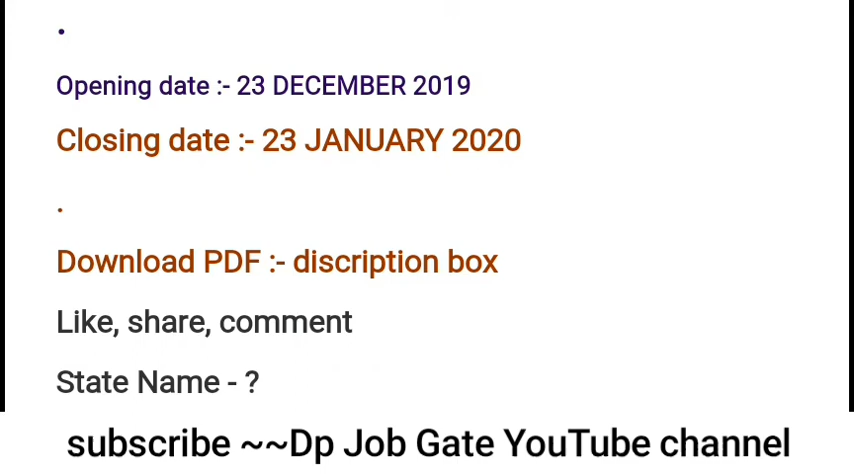 .
Opening date :- 23 DECEMBER 2019
Closing date :- 23 JANUARY 2020
.
Download PDF :- discription box
Like, share, comment
State Name - ?
subscribe ~~Dp Job Gate YouTube channel